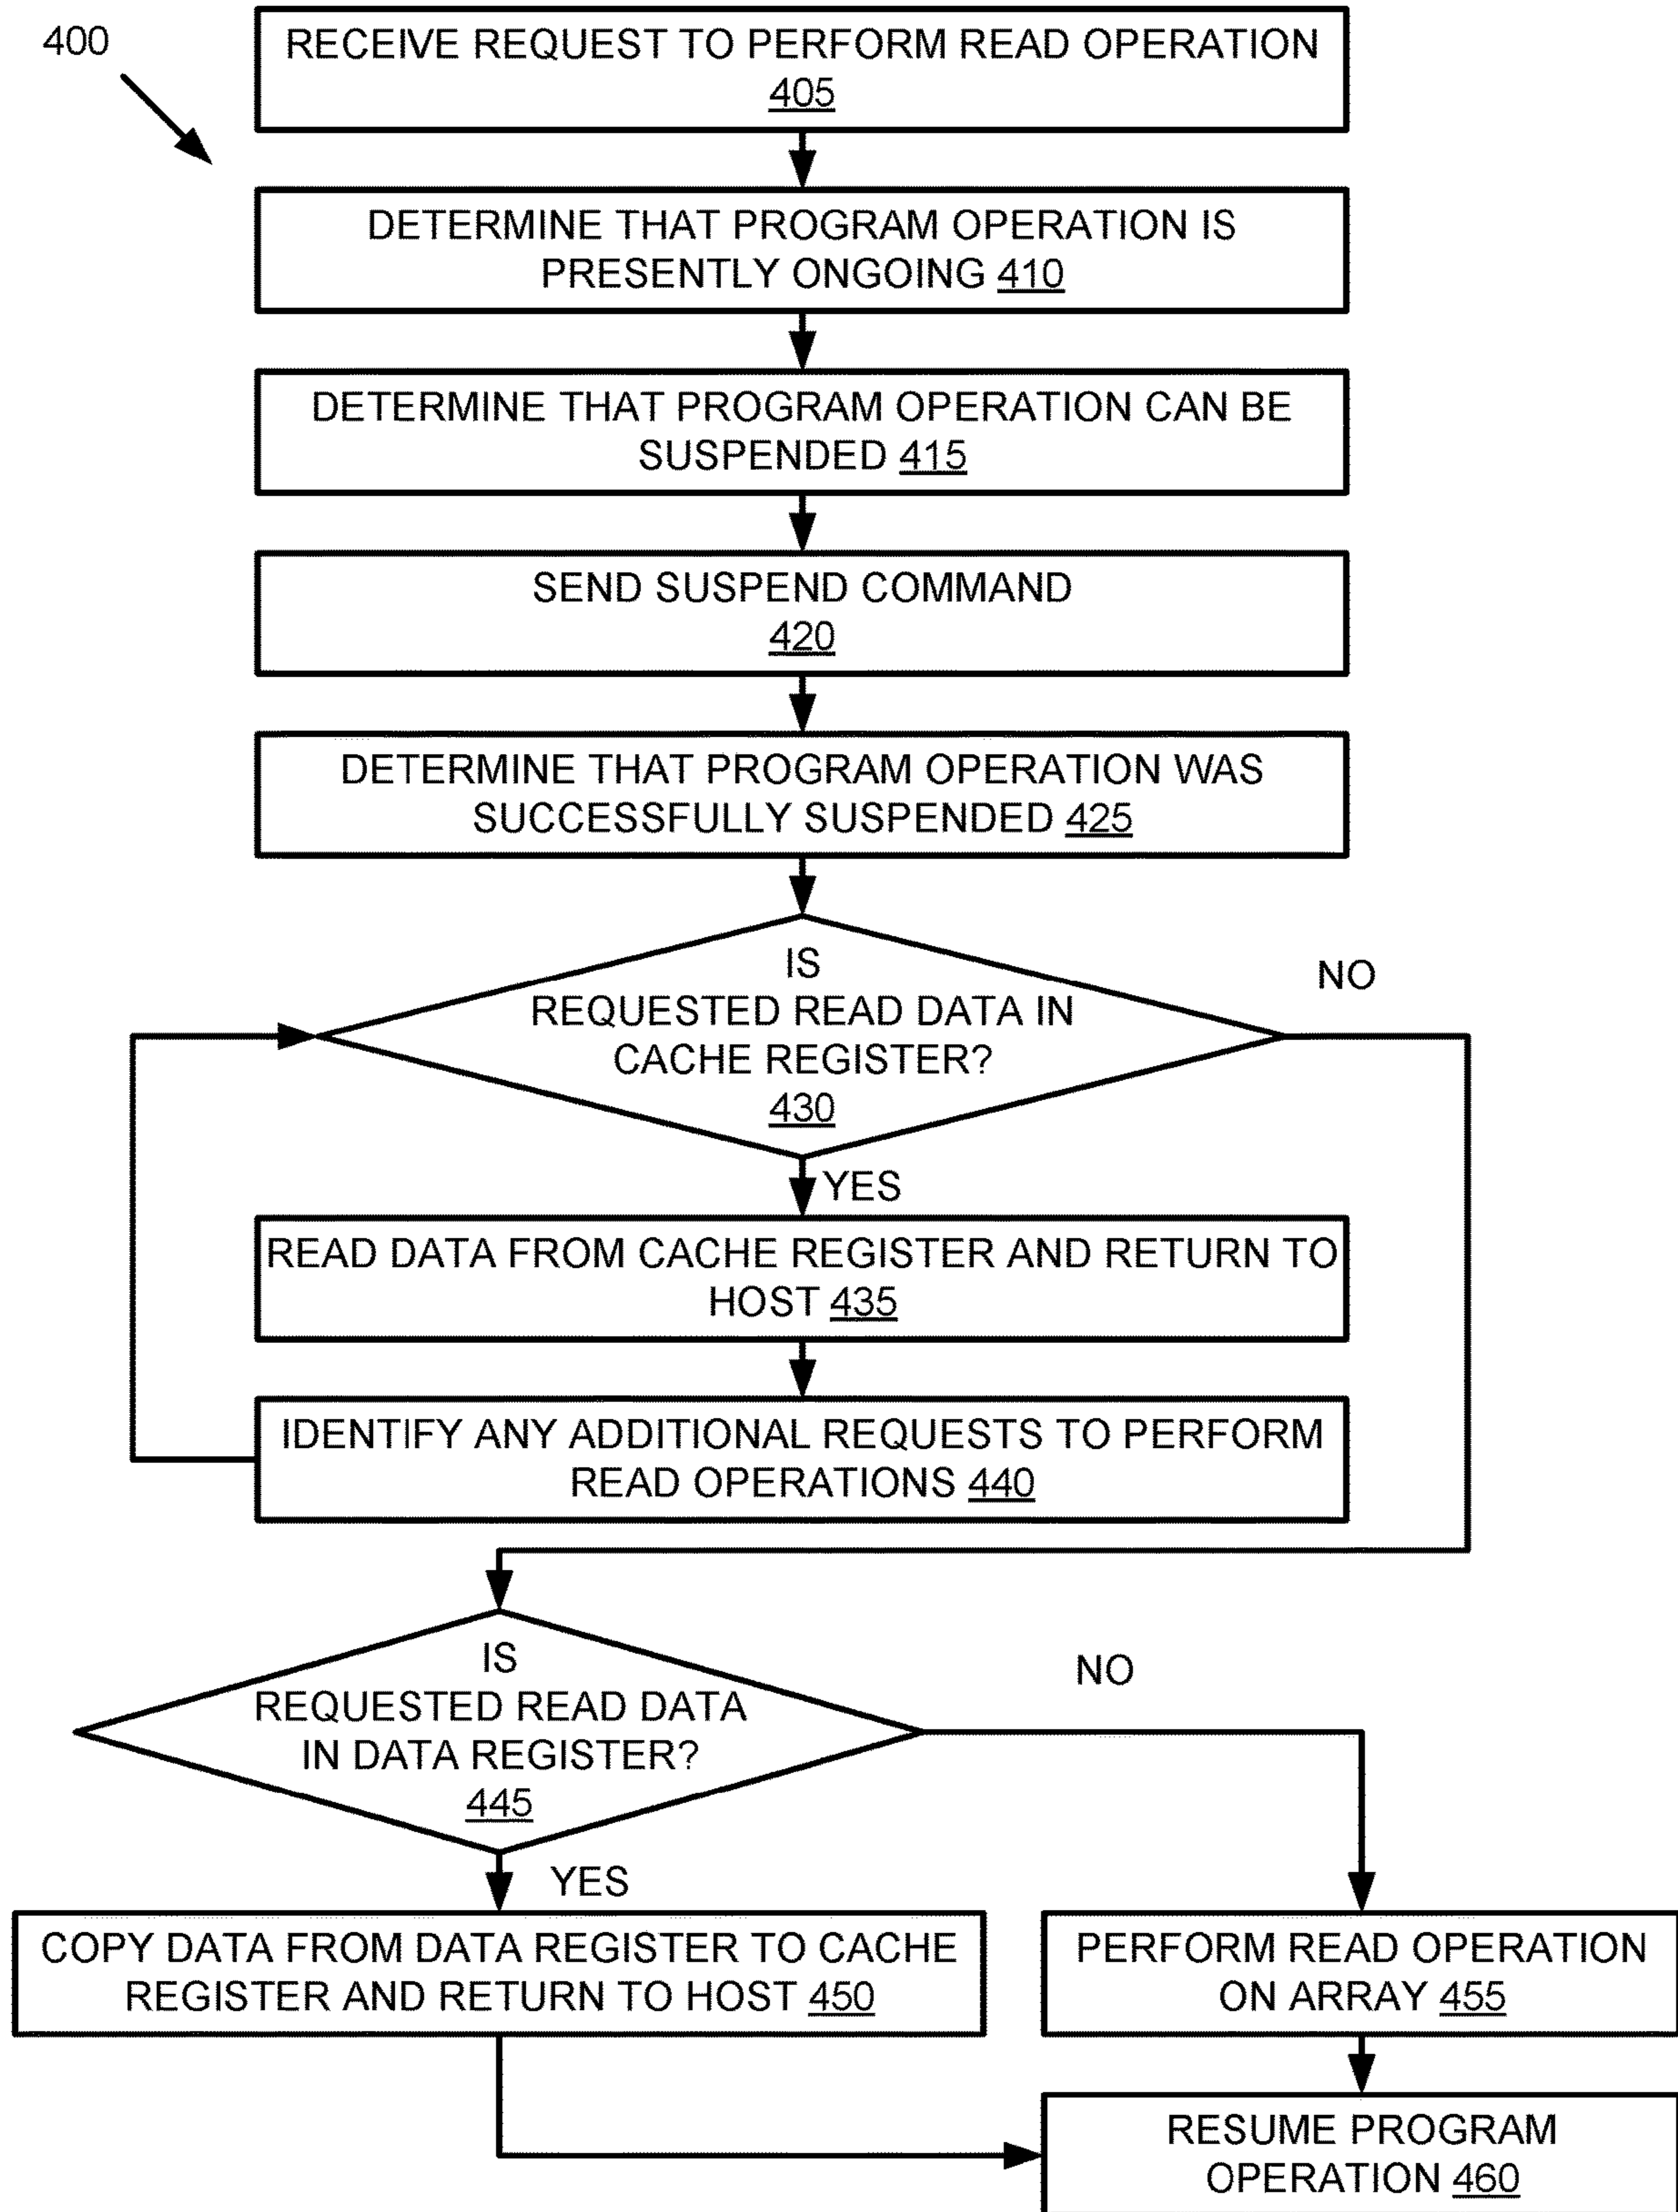 400
RECEIVE REQUEST TO PERFORM READ OPERATION
405
DETERMINE THAT PROGRAM OPERATION IS
PRESENTLY ONGOING 410
DETERMINE THAT PROGRAM OPERATION CAN BE
SUSPENDED 415
SEND SUSPEND COMMAND
420
DETERMINE THAT PROGRAM OPERATION WAS
SUCCESSFULLY SUSPENDED 425
IS
REQUESTED READ DATA IN
CACHE REGISTER?
430
NO
YES
READ DATA FROM CACHE REGISTER AND RETURN TO
HOST 435
IDENTIFY ANY ADDITIONAL REQUESTS TO PERFORM
READ OPERATIONS 440
IS
REQUESTED READ DATA
IN DATA REGISTER?
445
NO
YES
COPY DATA FROM DATA REGISTER TO CACHE
REGISTER AND RETURN TO HOST 450
PERFORM READ OPERATION
ON ARRAY 455
RESUME PROGRAM
OPERATION 460